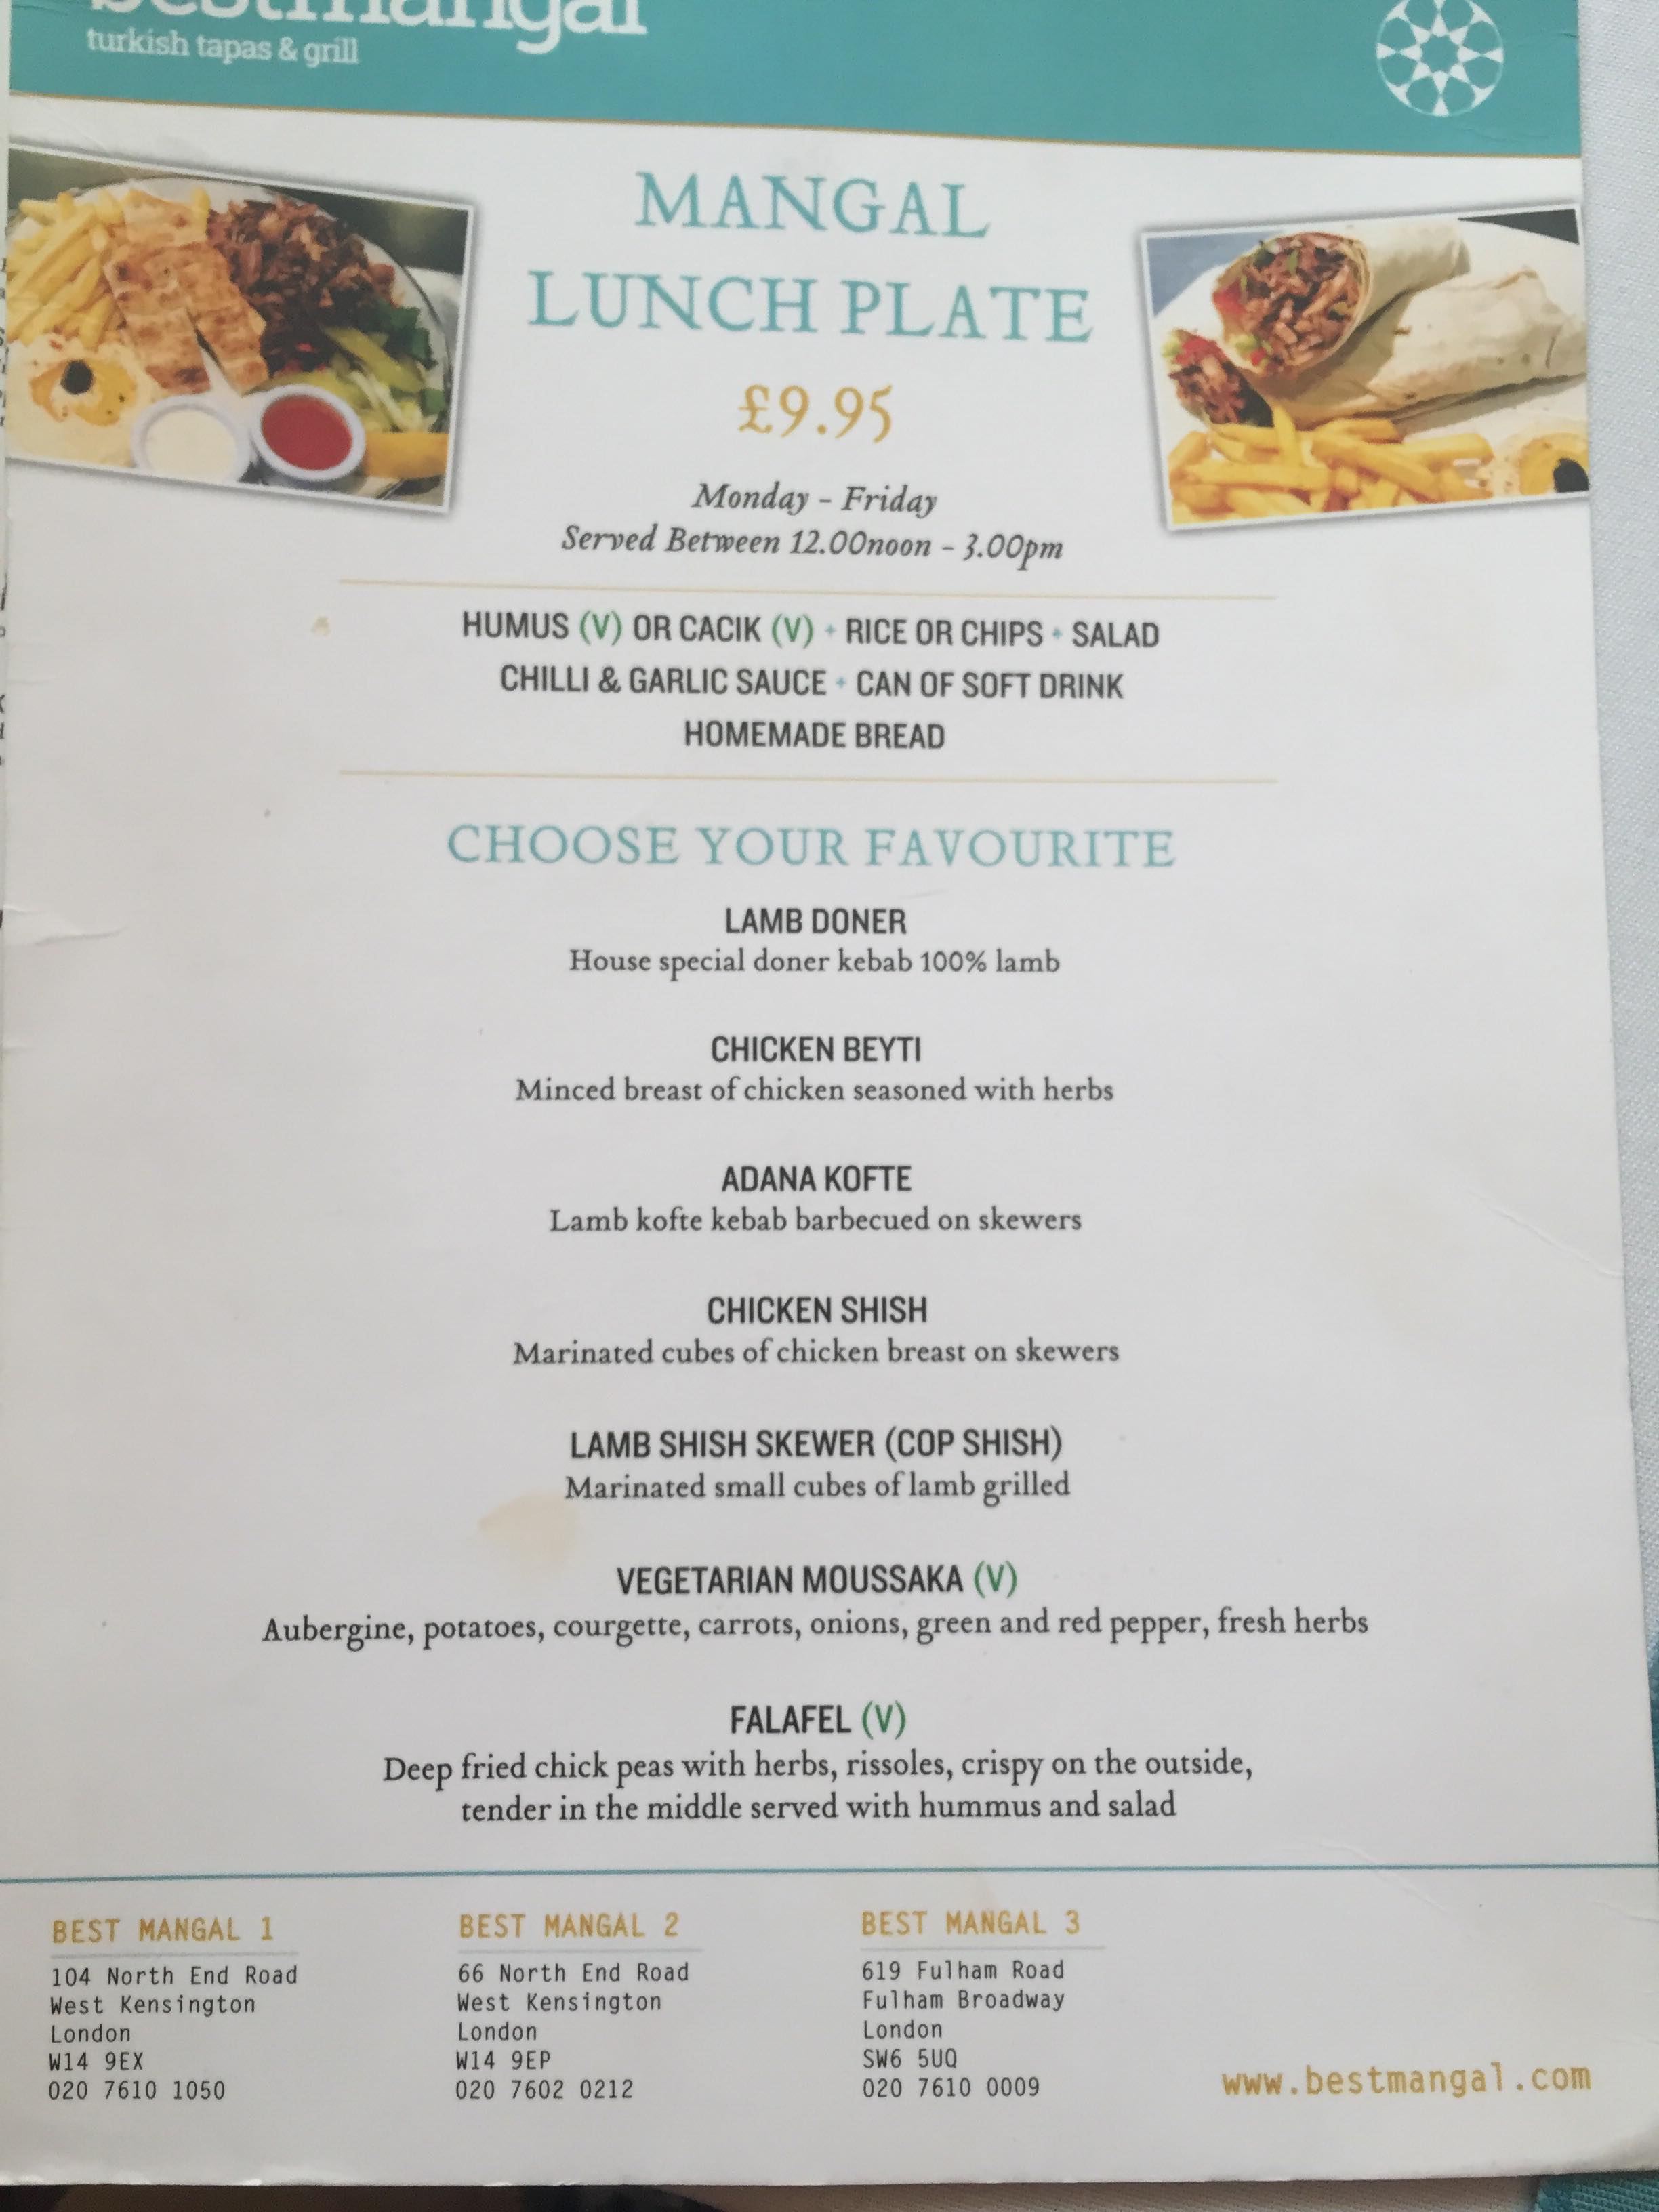 bestmangal
turkish tapas & grill
MANGAL
LUNCH PLATE
£9.95
Monday - Friday
Served Between 12.00noon - 3.00pm
HUMUS (V) OR CACIK (V) + RICE OR CHIPS + SALAD
CHILLI & GARLIC SAUCE + CAN OF SOFT DRINK
HOMEMADE BREAD
CHOOSE YOUR FAVOURITE
LAMB DONER
House special doner kebab 100% lamb
CHICKEN BEYTI
Minced breast of chicken seasoned with herbs
ADANA KOFTE
Lamb kofte kebab barbecued on skewers
CHICKEN SHISH
Marinated cubes of chicken breast on skewers
LAMB SHISH SKEWER (COP SHISH)
Marinated small cubes of lamb grilled
VEGETARIAN MOUSSAKA (V)
Aubergine, potatoes, courgette, carrots, onions, green and red pepper, fresh herbs
FALAFEL (V)
Deep fried chick peas with herbs, rissoles, crispy on the outside,
tender in the middle served with hummus and salad
BEST MANGAL 1
104 North End Road
West Kensington
London
W14 9EX
020 7610 1050
BEST MANGAL 2
66 North End Road
West Kensington
London
W14 9EP
020 7602 0212
BEST MANGAL 3
619 Fulham Road
Fulham Broadway
London
SW6 5UQ
020 7610 0009
www.bestmangal.com